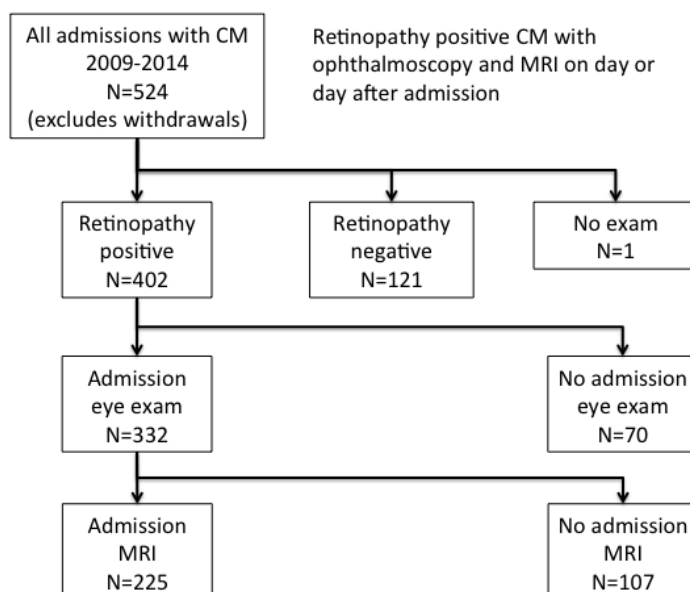 All admissions with CM
2009-2014
N=524
(excludes withdrawals)
Retinopathy positive CM with
ophthalmoscopy and MRI on day or
day after admission
Retinopathy
positive
N=402
Retinopathy
negative
N=121
No exam
N=1
Admission
eye exam
N=332
No admission
eye exam
N=70
Admission
MRI
N=225
No admission
MRI
N=107